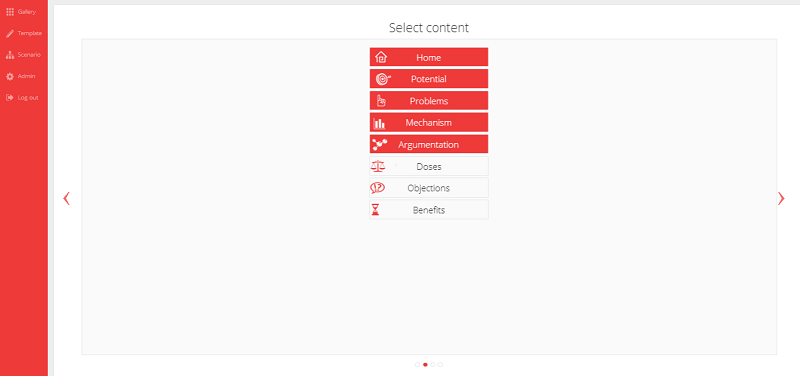 Gallery
Template
Scenario
Admin
Log out
Select content
Home
Potential
Problems
Mechanism
Argumentation
Doses
Objections
Benefits